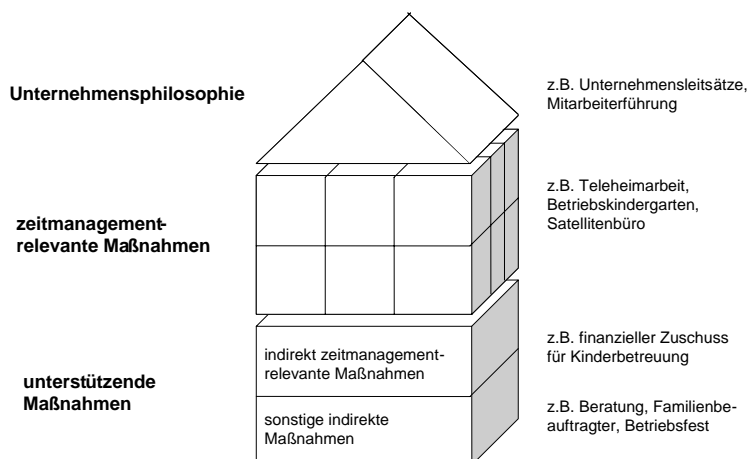 Unternehmensphilosophie
z.B. Unternehmensleitsätze,
Mitarbeiterführung
zeitmanagement-
relevante Maßnahmen
z.B. Teleheimarbeit,
Betriebskindergarten,
Satellitenbüro
unterstützende
Maßnahmen
indirekt zeitmanagement-
relevante Maßnahmen
z.B. finanzieller Zuschuss
für Kinderbetreuung
sonstige indirekte
Maßnahmen
z.B. Beratung, Familienbe-
auftragter, Betriebsfest